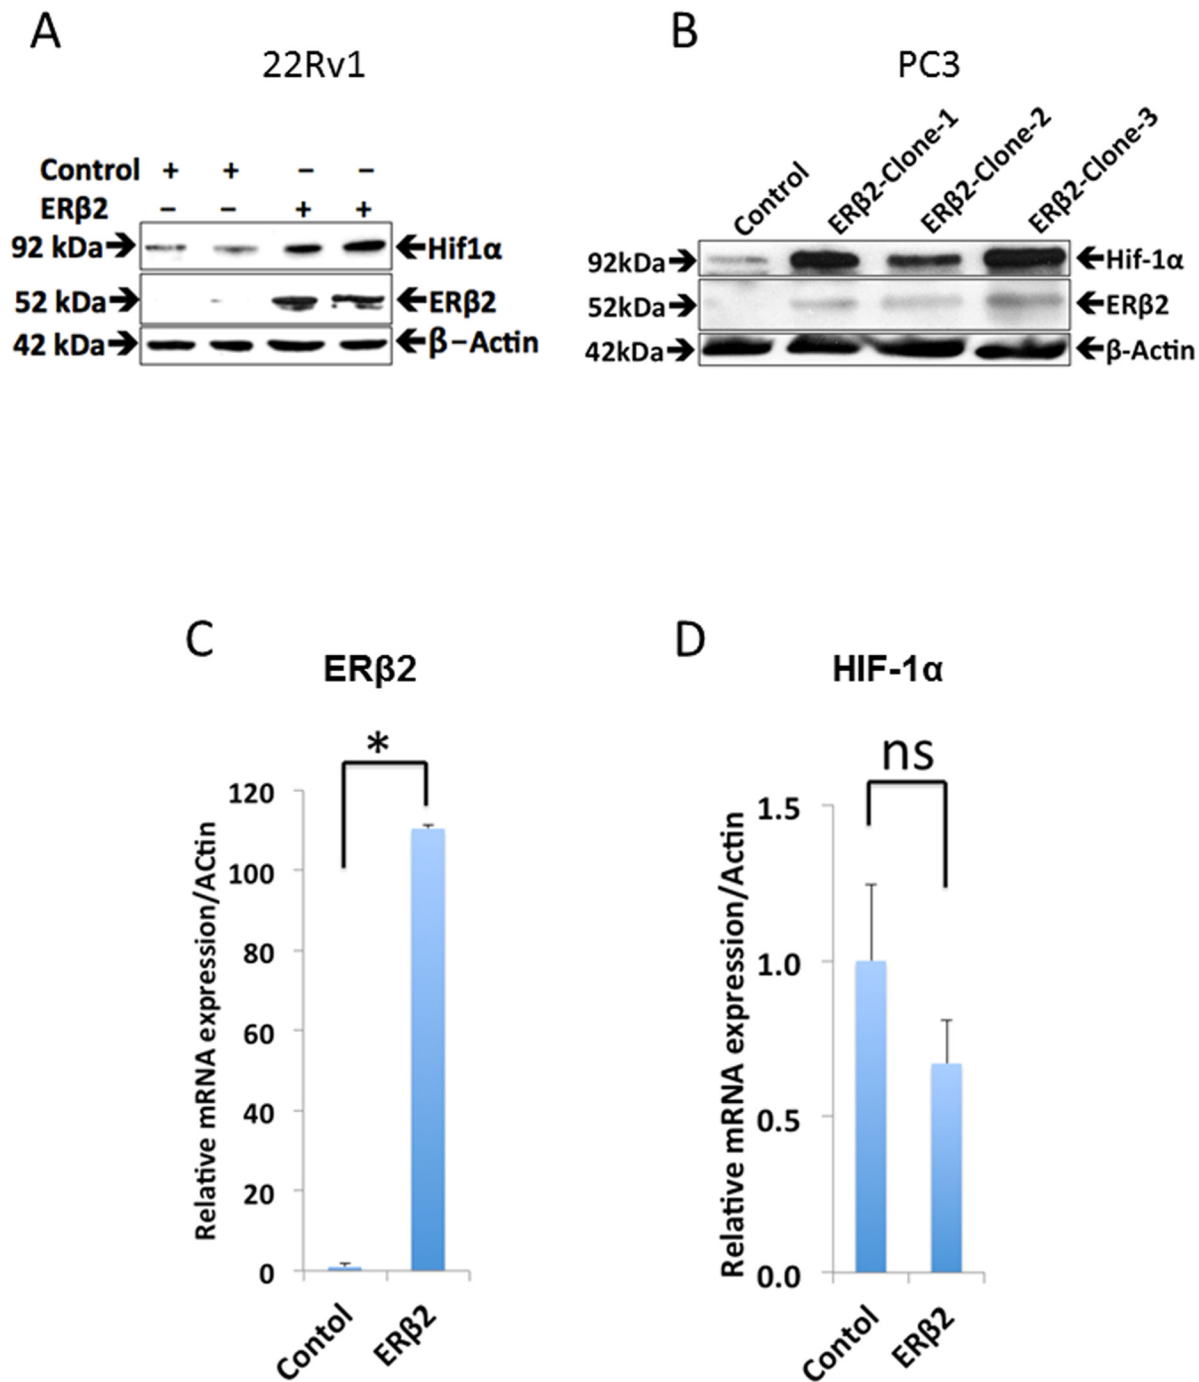 A
22Rv1
Control + + – –
ERβ2 – – + +
92 kDa Hif1α
52 kDa ERβ2
42 kDa β–Actin
B
PC3
Control ERβ2-Clone-1 ERβ2-Clone-2 ERβ2-Clone-3
92kDa Hif-1α
52kDa ERβ2
42kDa β-Actin
C
ERβ2
*
Relative mRNA expression/ACtin
120
100
80
60
40
20
0
Contol ERβ2
D
HIF-1α
ns
Relative mRNA expression/Actin
1.5
1.0
0.5
0.0
Contol ERβ2